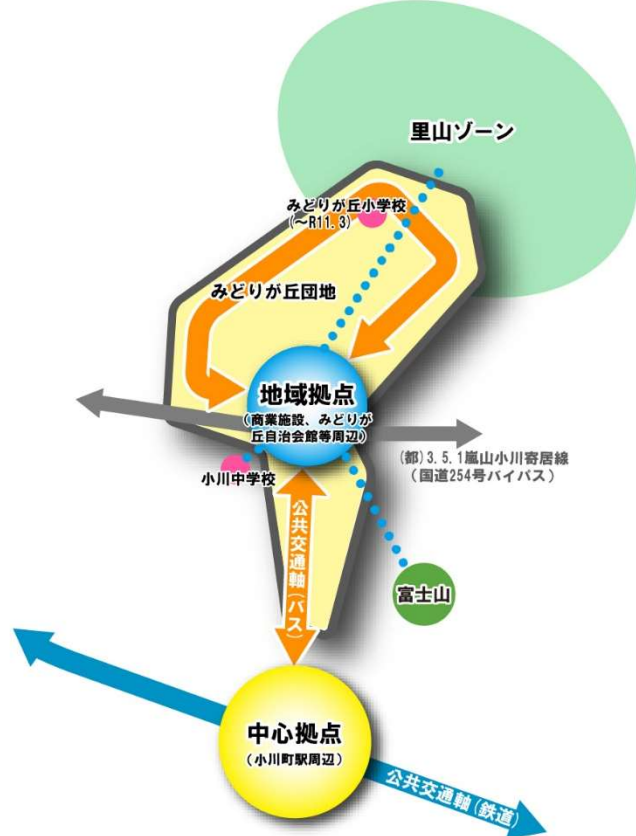 里山ゾーン
みどりが丘小学校
(～R11.3)
みどりが丘団地
地域拠点
(商業施設、みどりが
丘自治会館等周辺)
(都)3.5.1嵐山小川寄居線
(国道254号バイパス)
小川中学校
公共交通軸(バス)
富士山
中心拠点
(小川町駅周辺)
公共交通軸(鉄道)